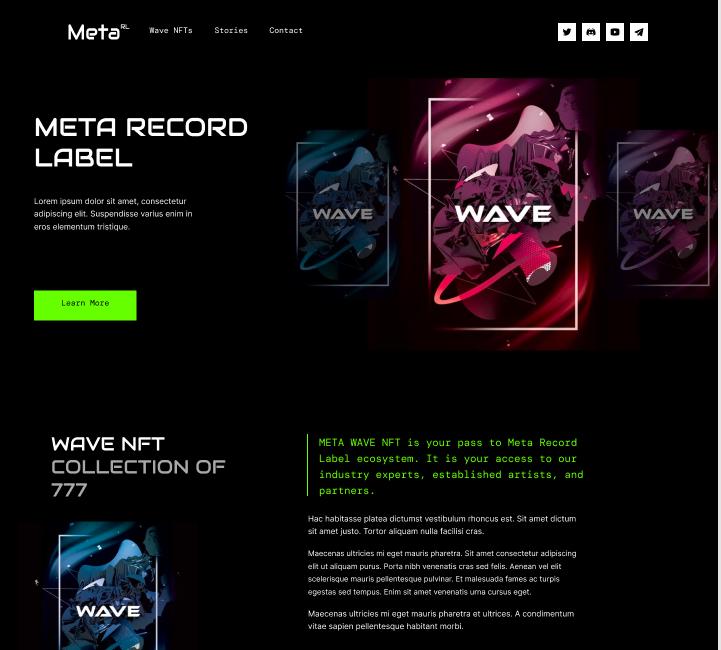 Meta RL
Wave NFTs
Stories
Contact
META RECORD
LABEL
Lorem ipsum dolor sit amet, consectetur
adipiscing elit. Suspendisse varius enim in
eros elementum tristique.
Learn More
WAVE
WAVE
WAVE
WAVE NFT
COLLECTION OF
777
WAVE
META WAVE NFT is your pass to Meta Record
Label ecosystem. It is your access to our
industry experts, established artists, and
partners.
Hac habitasse platea dictumst vestibulum rhoncus est. Sit amet dictum
sit amet justo. Tortor aliquam nulla facilisi cras.
Maecenas ultricies mi eget mauris pharetra. Sit amet consectetur adipiscing
elit ut aliquam purus. Porta nibh venenatis cras sed felis. Aenean vel elit
scelerisque mauris pellentesque pulvinar. Et malesuada fames ac turpis
egestas sed tempus. Enim sit amet venenatis urna cursus eget.
Maecenas ultricies mi eget mauris pharetra et ultrices. A condimentum
vitae sapien pellentesque habitant morbi.